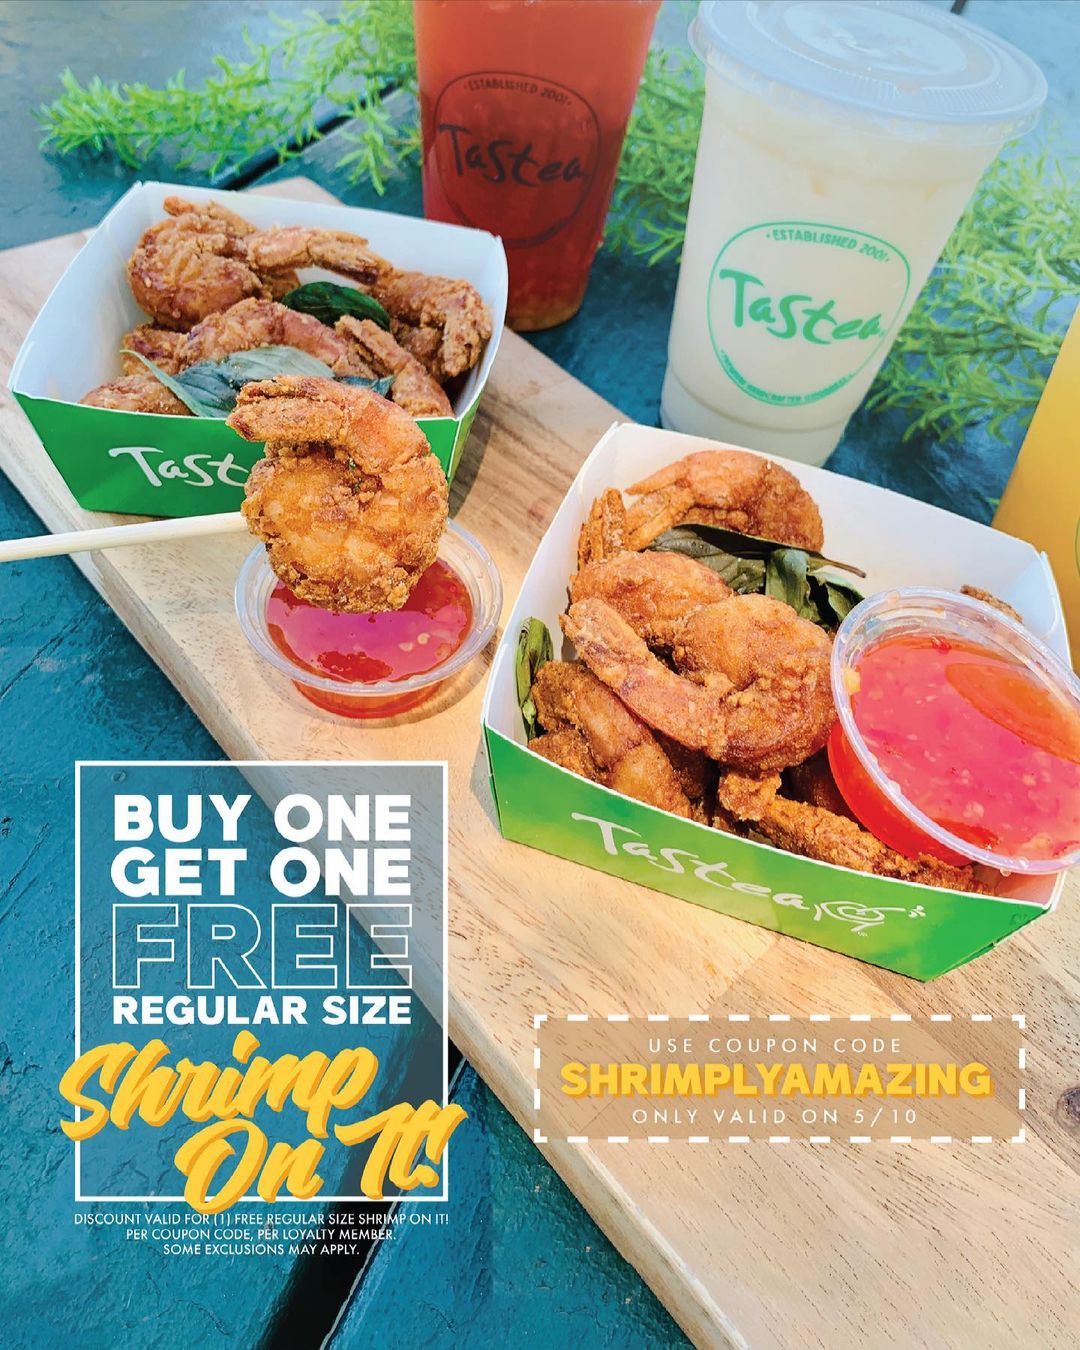 ESTABLISHED 2001
Tastea
ESTABLISHED 2001
Tastea
Tast
Tastea
BUY ONE
GET ONE
FREE
REGULAR SIZE
Shrimp
On It!
DISCOUNT VALID FOR (1) FREE REGULAR SIZE SHRIMP ON IT!
PER COUPON CODE, PER LOYALTY MEMBER.
SOME EXCLUSIONS MAY APPLY.
USE COUPON CODE
SHRIMPLYAMAZING
ONLY VALID ON 5/10